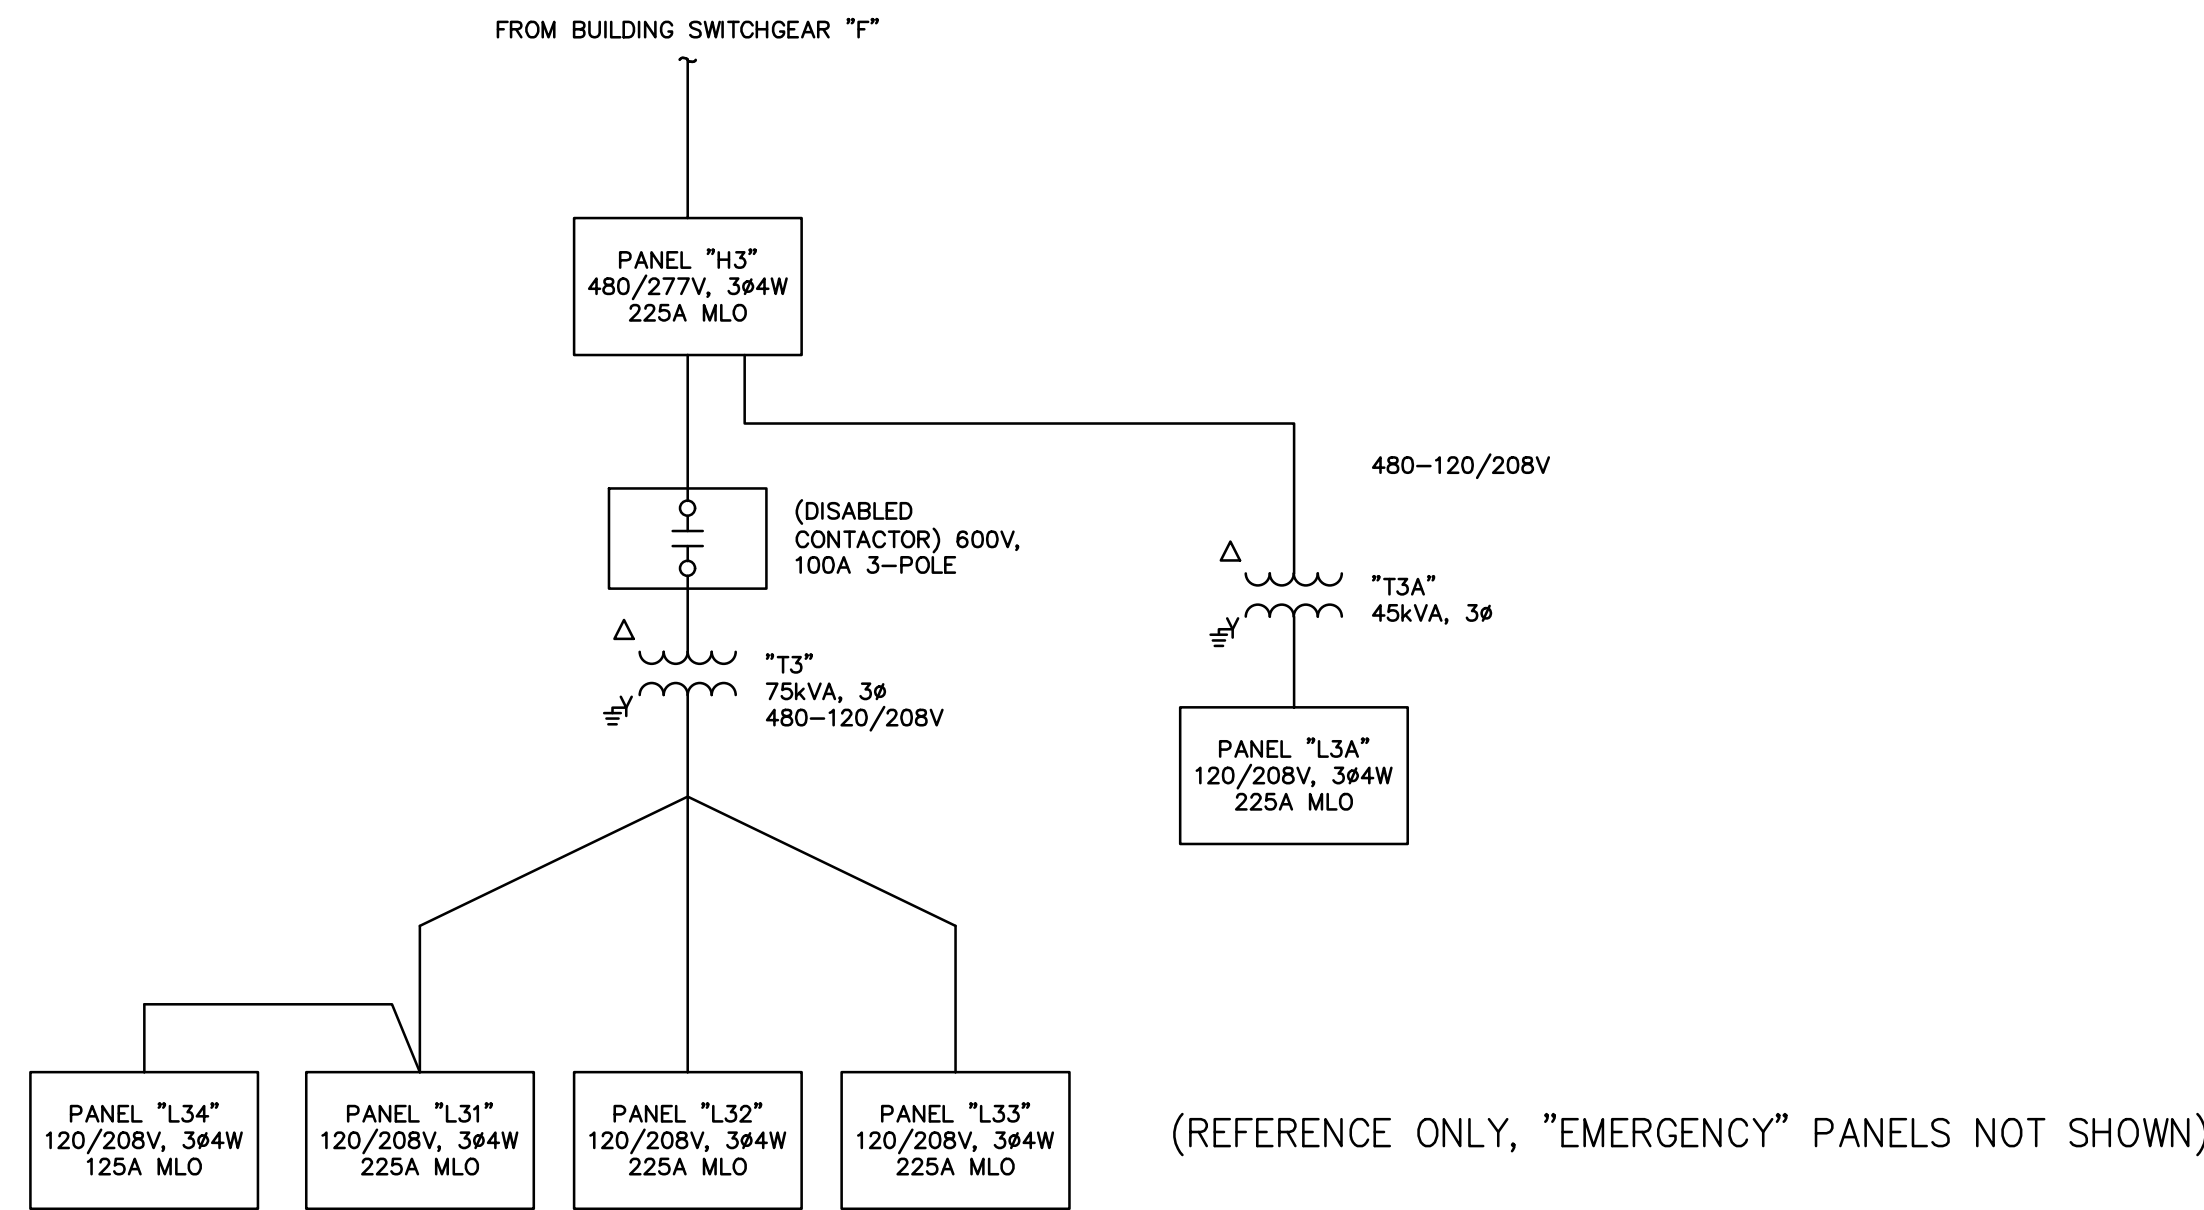 FROM BUILDING SWITCHGEAR "F"
PANEL "H3"
480/277V, 3ø4W
225A MLO
480-120/208V
(DISABLED
CONTACTOR) 600V,
100A 3-POLE
"T3A"
45kVA, 3ø
"T3"
75kVA, 3ø
480-120/208V
PANEL "L3A"
120/208V, 3ø4W
225A MLO
PANEL "L34"
120/208V, 3ø4W
125A MLO
PANEL "L31"
120/208V, 3ø4W
225A MLO
PANEL "L32"
120/208V, 3ø4W
225A MLO
PANEL "L33"
120/208V, 3ø4W
225A MLO
(REFERENCE ONLY, "EMERGENCY" PANELS NOT SHOWN)